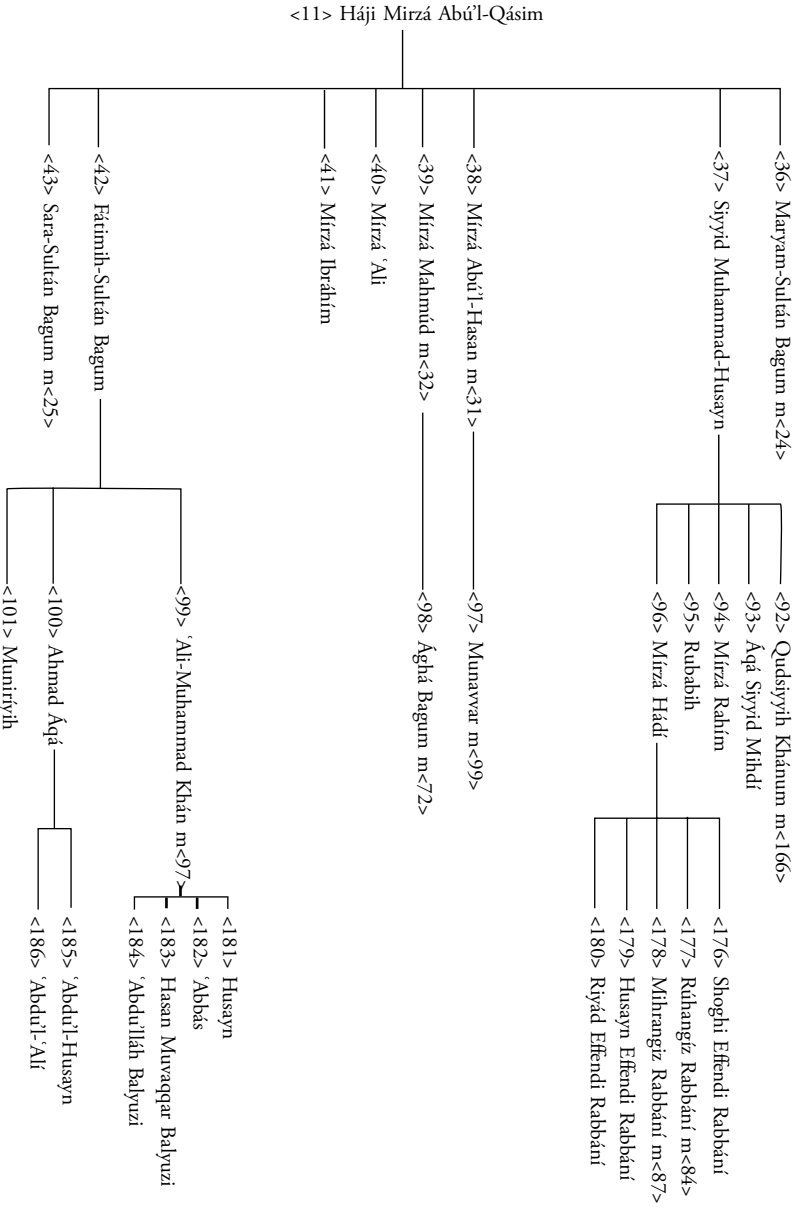 <11> Háji Mirzá Abú’l-Qásim
<36> Maryam-Sultán Bagum m<24>
<37> Siyyid Muhammad-Husayn
<38> Mírzá Abú’l-Hasan m<31>
<39> Mírzá Mahmúd m<32>
<40> Mírzá ‘Ali
<41> Mírzá Ibráhím
<42> Fátimih-Sultán Bagum
<43> Sara-Sultán Bagum m<25>
<92> Qudsiyyih Khánum m<166>
<93> Áqá Siyyid Mihdí
<94> Mírzá Rahím
<95> Rubabih
<96> Mírzá Hádí
<97> Munavvar m<99>
<98> Ághá Bagum m<72>
<99> ‘Ali-Muhammad Khán m<97>
<100> Ahmad Áqá
<101> Muniríyih
<176> Shoghi Effendi Rabbání
<177> Rúhangíz Rabbání m<84>
<178> Mihrangiz Rabbání m<87>
<179> Husayn Effendi Rabbání
<180> Riyád Effendi Rabbání
<181> Husayn
<182> ‘Abbás
<183> Hasan Muvaqqar Balyuzi
<184> ‘Abdu’lláh Balyuzi
<185> ‘Abdu’l-Husayn
<186> ‘Abdu’l-‘Alí